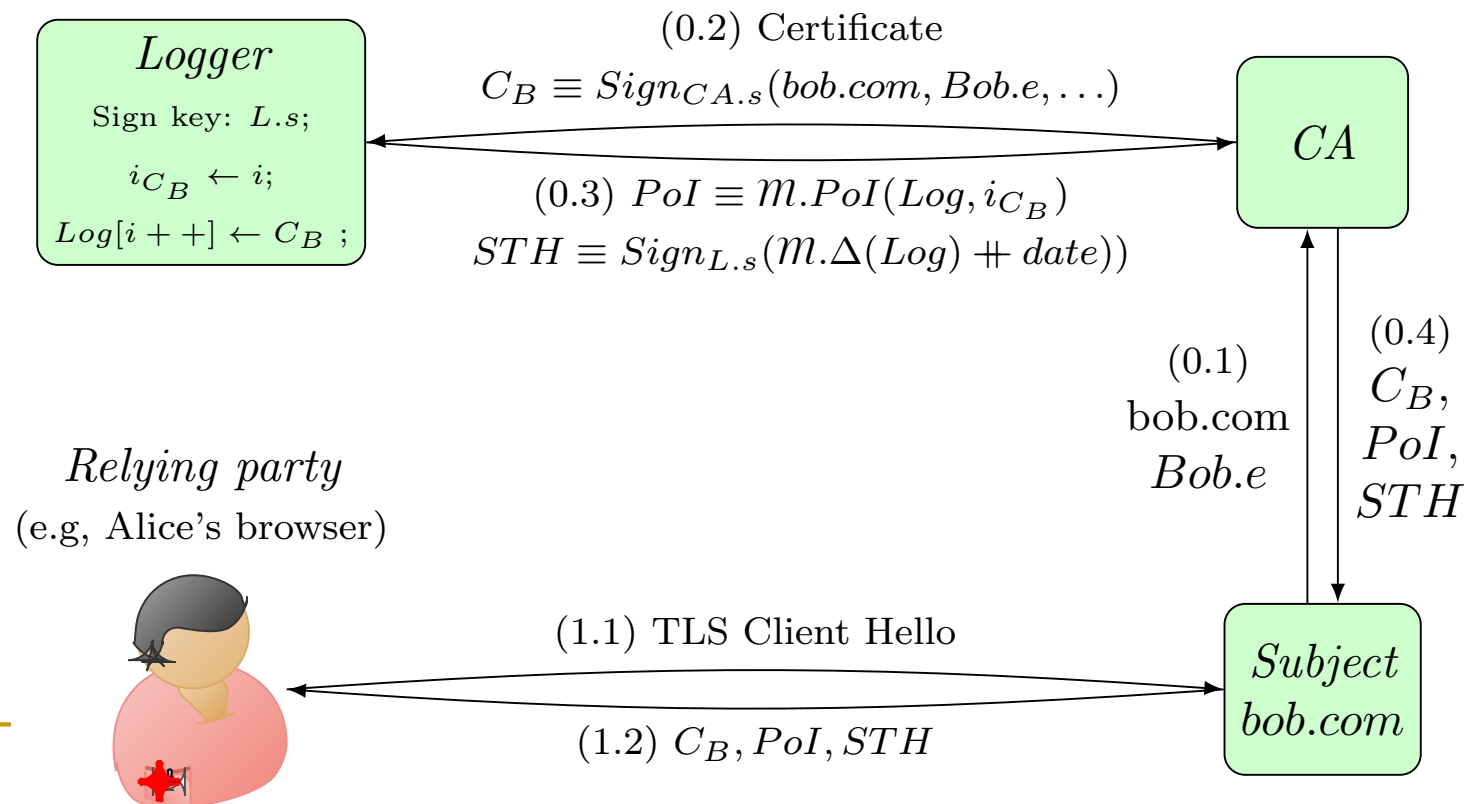 Logger
Sign key: L.s;
i_{C_B} ← i;
Log[i + +] ← C_B ;
(0.2) Certificate
C_B ≡ Sign_{CA.s}(bob.com, Bob.e, . . .)
(0.3) PoI ≡ ℳ.PoI(Log, i_{C_B})
STH ≡ Sign_{L.s}(ℳ.Δ(Log) ⧺ date))
CA
(0.1)
bob.com
Bob.e
(0.4)
C_B,
PoI,
STH
Relying party
(e.g, Alice's browser)
(1.1) TLS Client Hello
(1.2) C_B, PoI, STH
Subject
bob.com